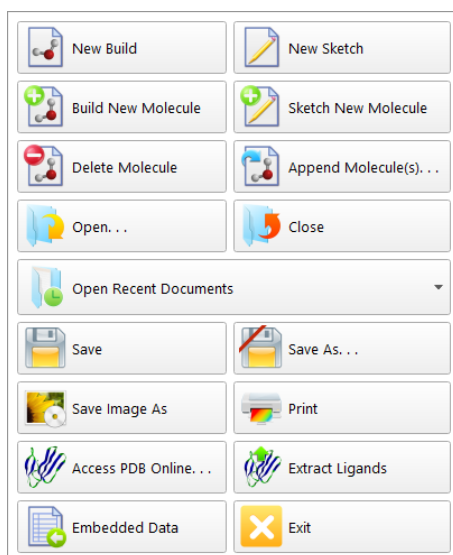 New Build
New Sketch
Build New Molecule
Sketch New Molecule
Delete Molecule
Append Molecule(s). . .
Open. . .
Close
Open Recent Documents
Save
Save As. . .
Save Image As
Print
Access PDB Online. . .
Extract Ligands
Embedded Data
Exit